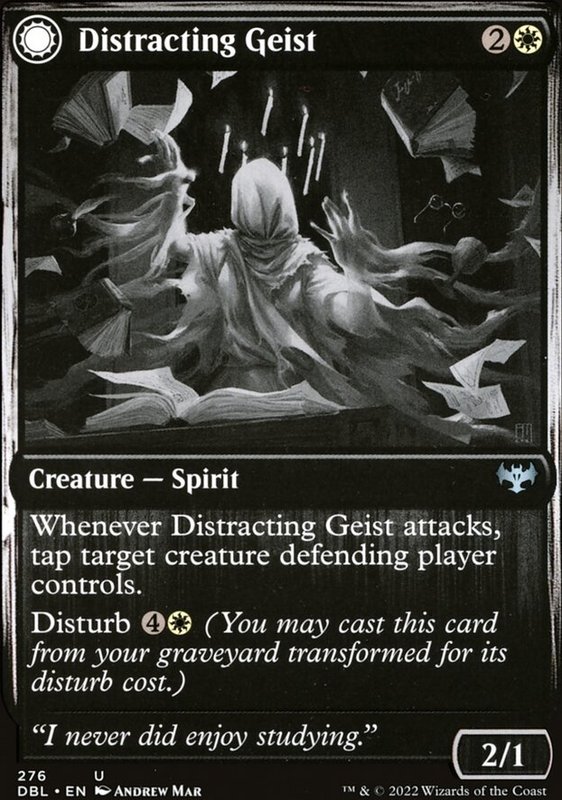 Distracting Geist 2
Creature — Spirit
Whenever Distracting Geist attacks,
tap target creature defending player
controls.
Disturb 4 (You may cast this card
from your graveyard transformed for its
disturb cost.)
“I never did enjoy studying.”
2/1
276 U
DBL • EN Andrew Mar
™ & © 2022 Wizards of the Coast